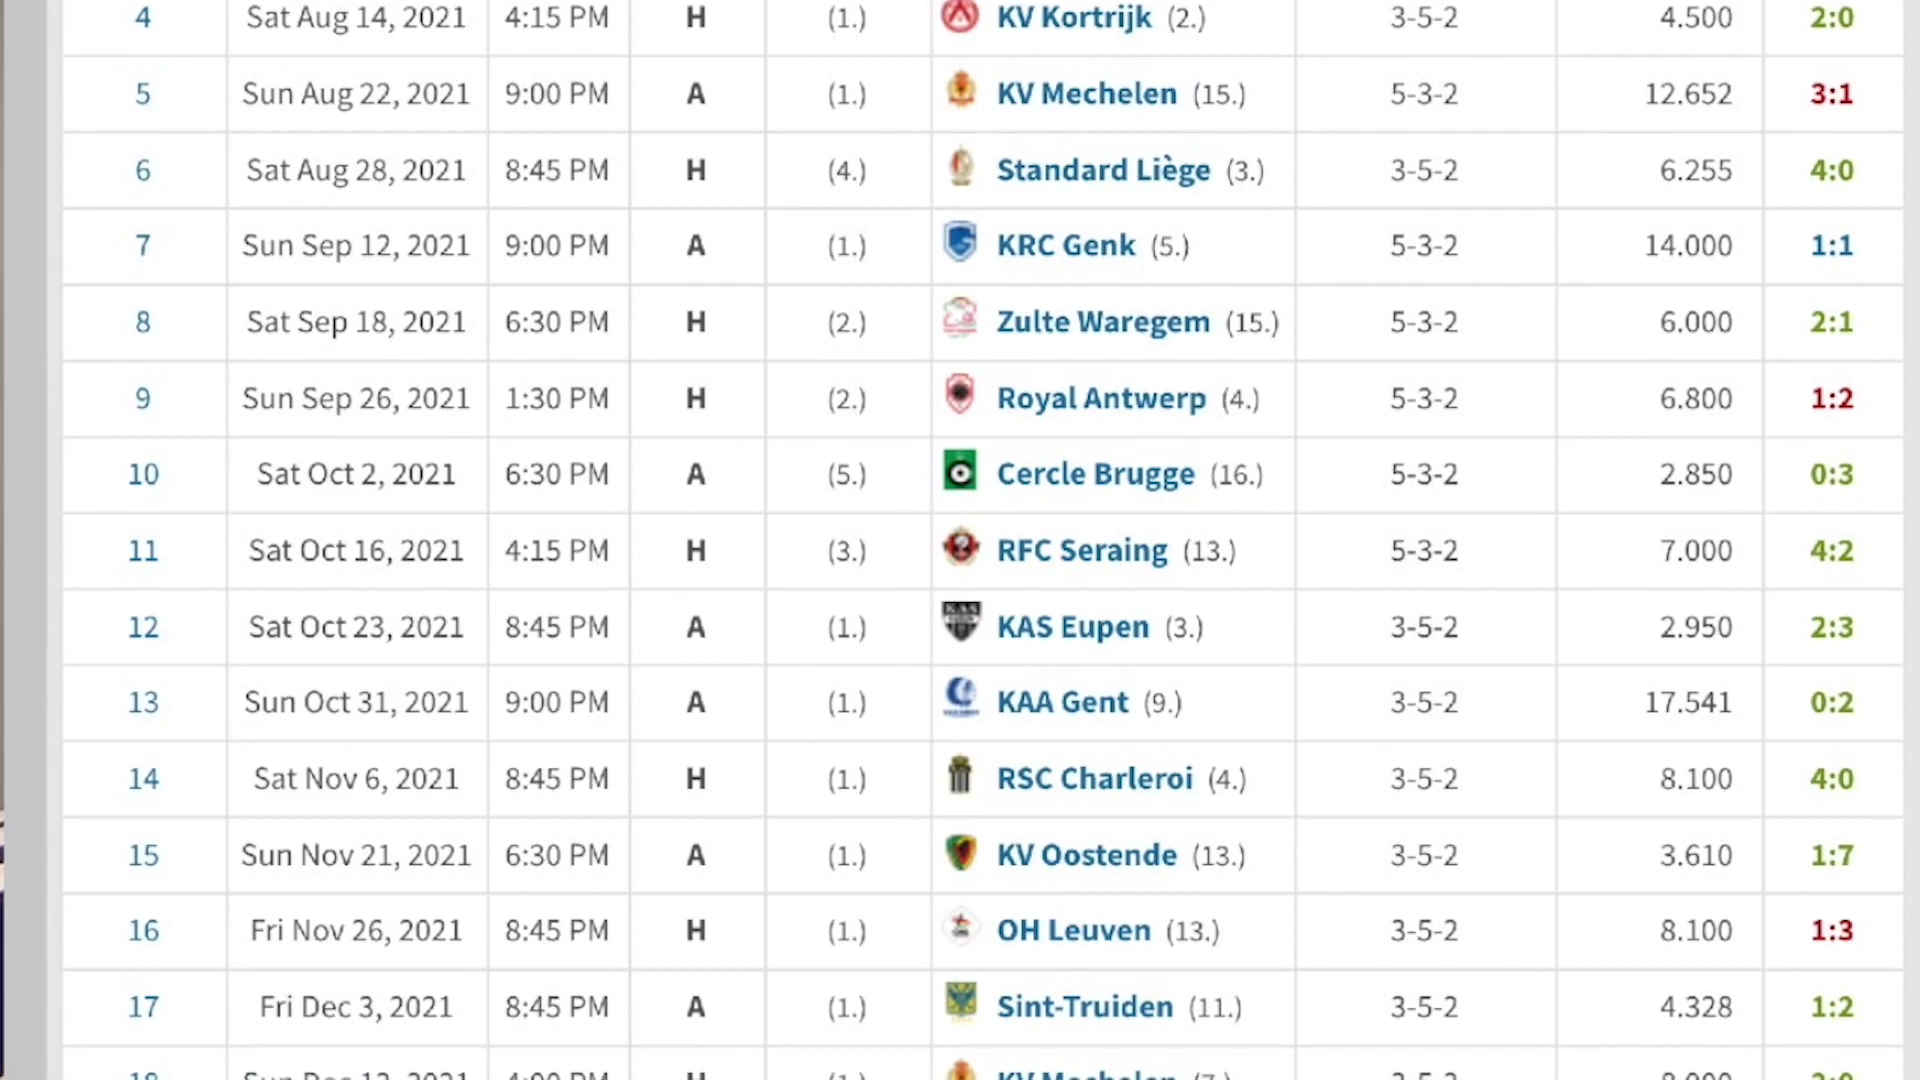 4 Sat Aug 14, 2021 4:15 PM H (1.) KV Kortrijk (2.) 3-5-2 4.500 2:0
5 Sun Aug 22, 2021 9:00 PM A (1.) KV Mechelen (15.) 5-3-2 12.652 3:1
6 Sat Aug 28, 2021 8:45 PM H (4.) Standard Liège (3.) 3-5-2 6.255 4:0
7 Sun Sep 12, 2021 9:00 PM A (1.) KRC Genk (5.) 5-3-2 14.000 1:1
8 Sat Sep 18, 2021 6:30 PM H (2.) Zulte Waregem (15.) 5-3-2 6.000 2:1
9 Sun Sep 26, 2021 1:30 PM H (2.) Royal Antwerp (4.) 5-3-2 6.800 1:2
10 Sat Oct 2, 2021 6:30 PM A (5.) Cercle Brugge (16.) 5-3-2 2.850 0:3
11 Sat Oct 16, 2021 4:15 PM H (3.) RFC Seraing (13.) 5-3-2 7.000 4:2
12 Sat Oct 23, 2021 8:45 PM A (1.) KAS Eupen (3.) 3-5-2 2.950 2:3
13 Sun Oct 31, 2021 9:00 PM A (1.) KAA Gent (9.) 3-5-2 17.541 0:2
14 Sat Nov 6, 2021 8:45 PM H (1.) RSC Charleroi (4.) 3-5-2 8.100 4:0
15 Sun Nov 21, 2021 6:30 PM A (1.) KV Oostende (13.) 3-5-2 3.610 1:7
16 Fri Nov 26, 2021 8:45 PM H (1.) OH Leuven (13.) 3-5-2 8.100 1:3
17 Fri Dec 3, 2021 8:45 PM A (1.) Sint-Truiden (11.) 3-5-2 4.328 1:2
18 Sun Dec 2021 PM H KV Mechelen (7.) 3-5-2